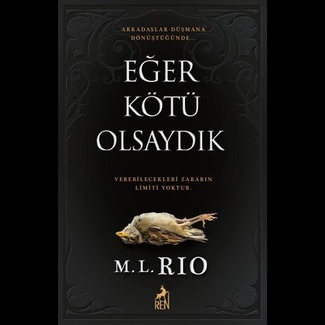 ARKADAŞLAR DÜŞMANA
DÖNÜŞTÜĞÜNDE...
EĞER
KÖTÜ
OLSAYDIK
VEREBİLECEKLERİ ZARARIN
LİMİTİ YOKTUR.
M. L. RIO
REN